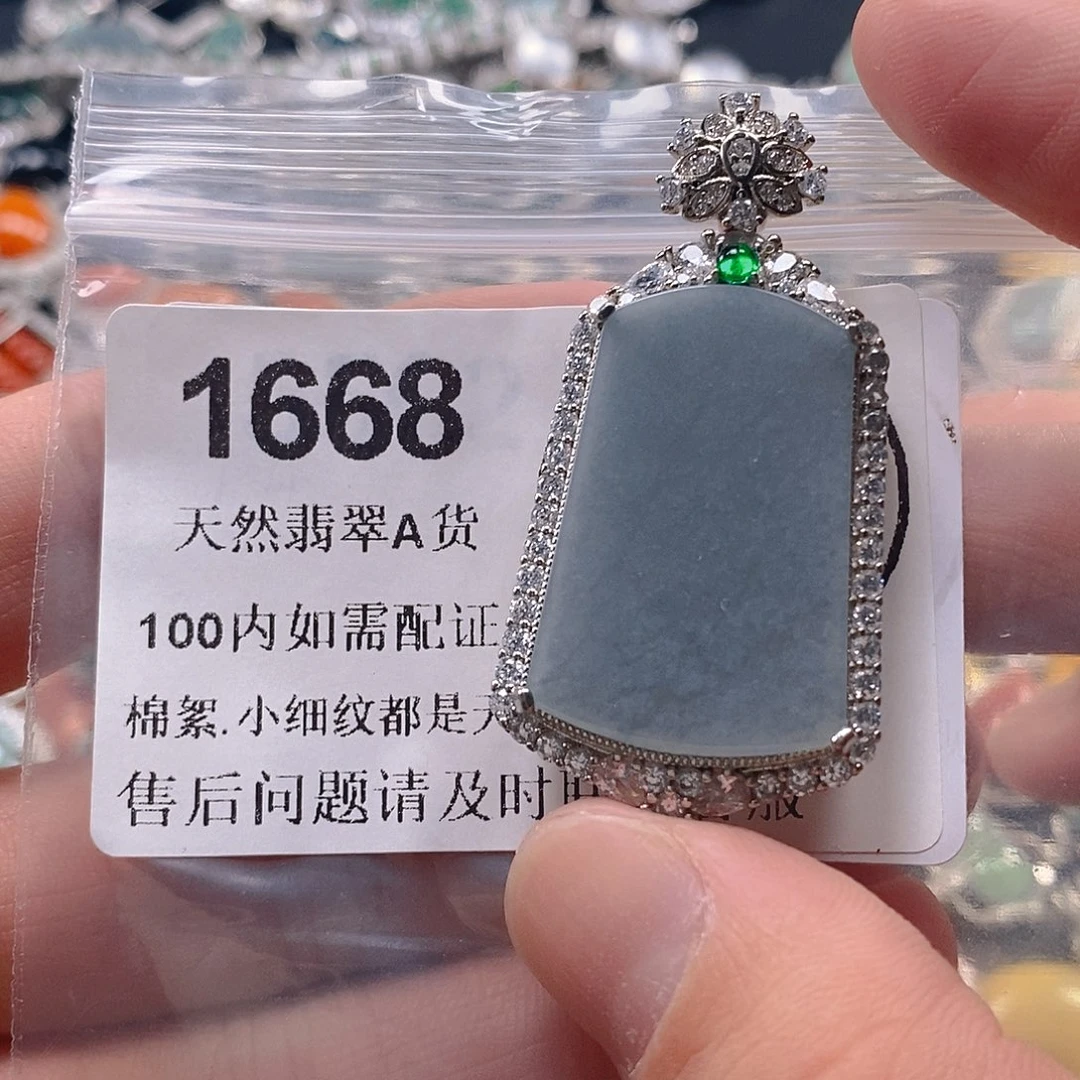 1668
天然翡翠A货
100内如需配证
棉絮.小细纹都是天
售后问题请及时
服